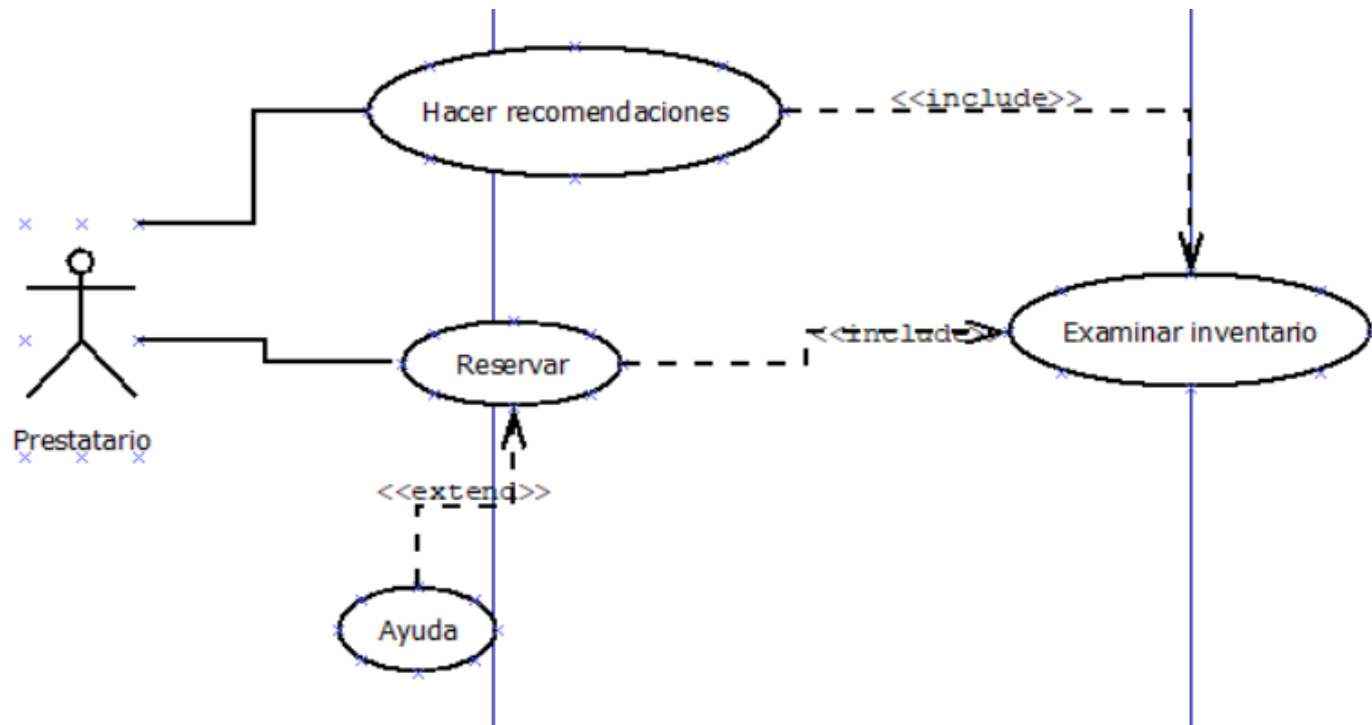 Hacer recomendaciones
<<include>>
Examinar inventario
<<include>>
Reservar
Prestatario
<<extend>>
Ayuda